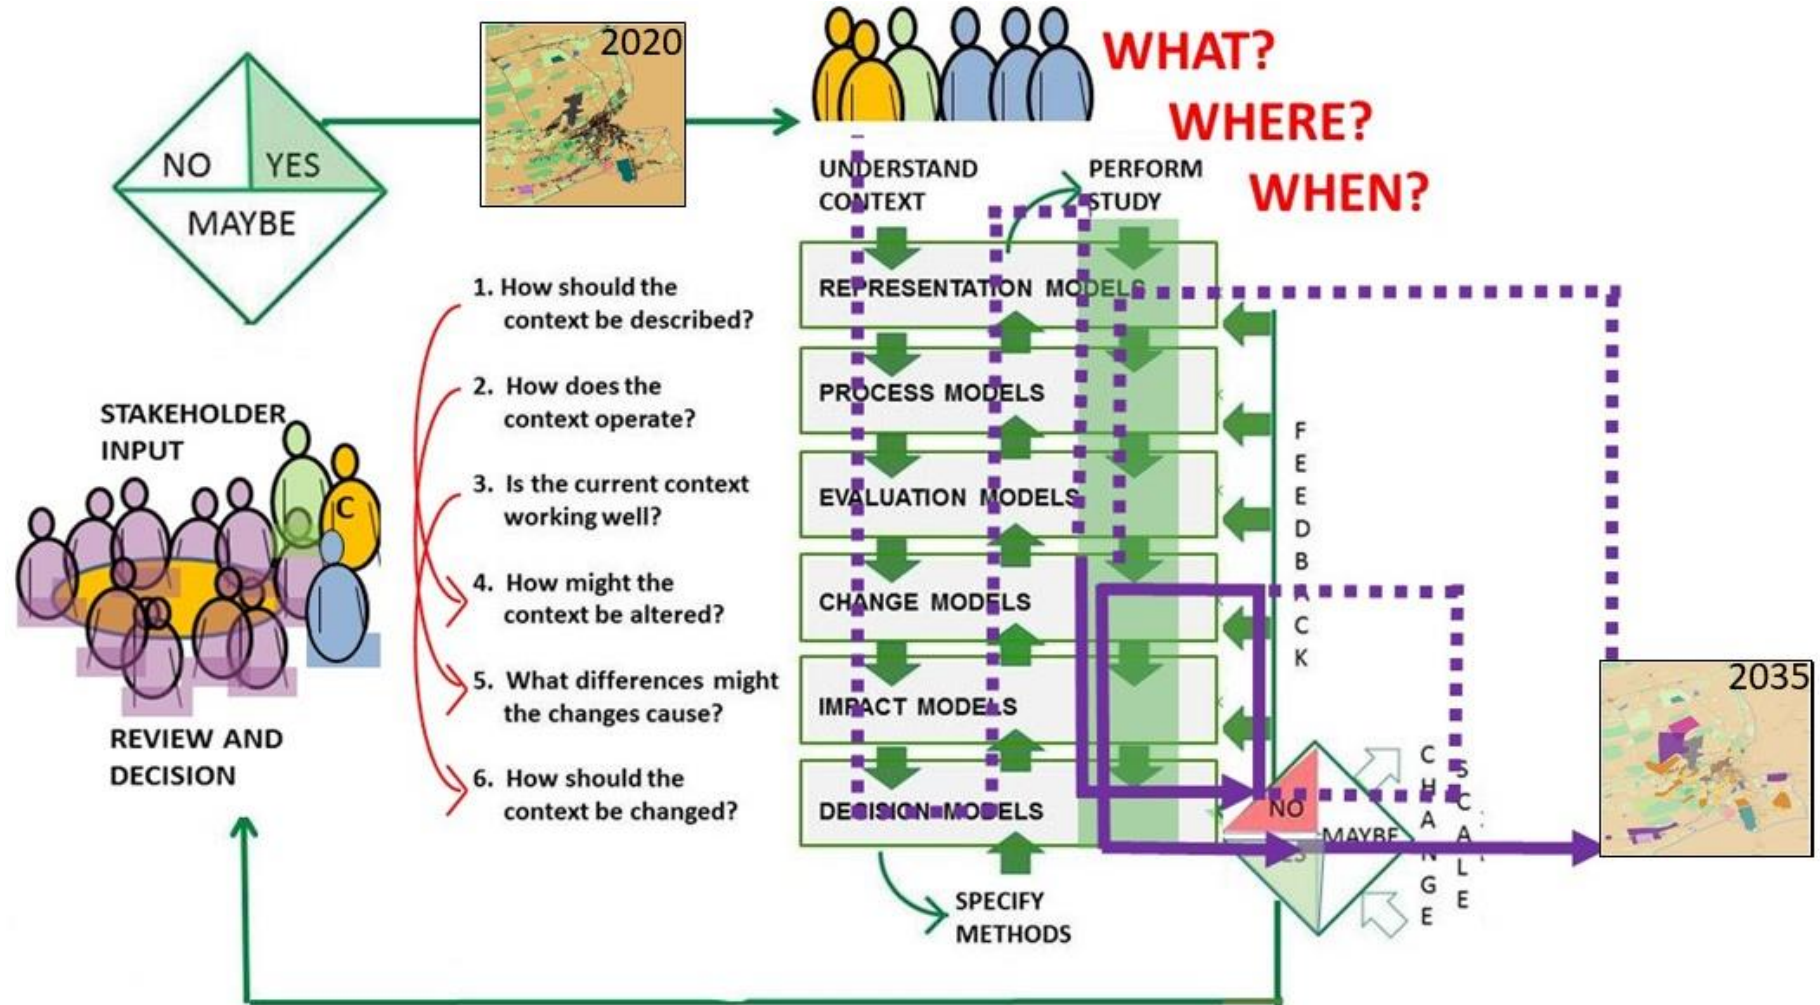 2020
WHAT?
WHERE?
WHEN?
NO
YES
MAYBE
UNDERSTAND
CONTEXT
PERFORM
STUDY
1. How should the
context be described?
2. How does the
context operate?
3. Is the current context
working well?
4. How might the
context be altered?
5. What differences might
the changes cause?
6. How should the
context be changed?
REPRESENTATION MODELS
PROCESS MODELS
EVALUATION MODELS
CHANGE MODELS
IMPACT MODELS
DECISION MODELS
FEEDBACK
STAKEHOLDER
INPUT
C
REVIEW AND
DECISION
2035
NO
MAYBE
CHANGE
SCALE
SPECIFY
METHODS